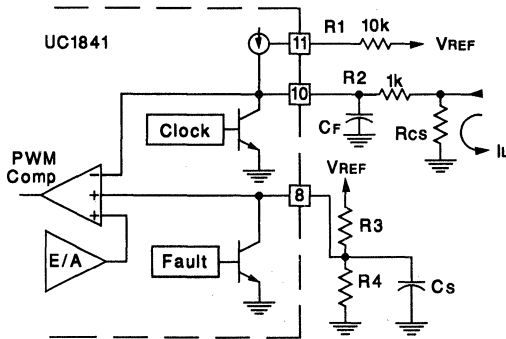 UC1841
11
R1
10k
VREF
10
R2
1k
CF
RCS
IL
Clock
PWM
Comp
−
+
+
8
VREF
R3
E/A
Fault
R4
CS